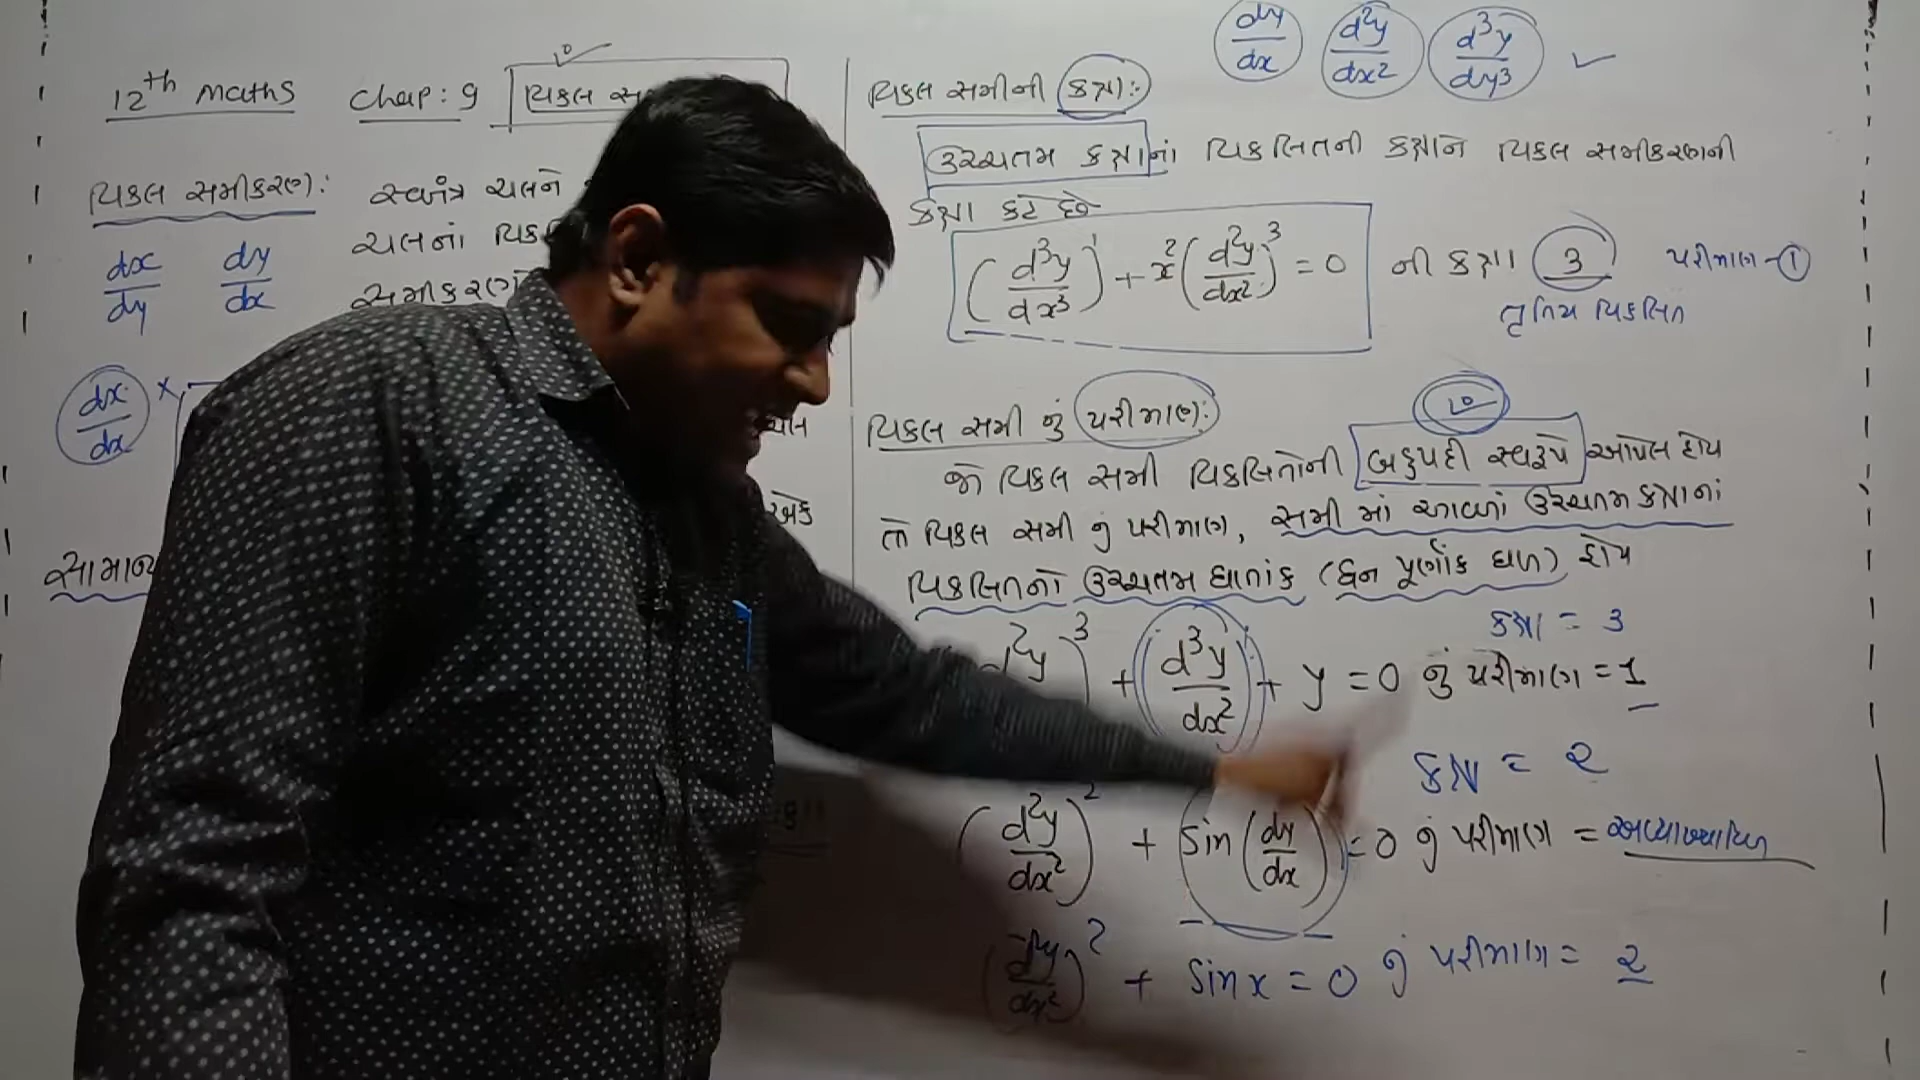 12th Maths Chap: 9 વિકલ સ
વિકલ સમીકરણ: સ્વતંત્ર ચલને
dx/dy dy/dx ચલનાં
સમીકરણને
dx/dx ×
એક
સામાન્ય
dy/dx d²y/dx2 d³y/dy3 ✓
વિકલ સમીની કક્ષા:
ઉચ્ચતમ કક્ષાનાં વિકલિતની કક્ષાને વિકલ સમીકરણની
કક્ષા કહે છે
(d³y/dx³)¹ + x²(d²y/dx²)³ = 0 ની કક્ષા 3 પરીમાણ - 1
તૃતિય વિકલિત
વિકલ સમી નું પરીમાણ:
જો વિકલ સમી વિકલિતોની બહુપદી સ્વરૂપે આપેલ હોય
તો વિકલ સમી નું પરીમાણ, સમી માં આવતાં ઉચ્ચતમ કક્ષાનાં
વિકલિતનો ઉચ્ચતમ ઘાતાંક (ધન પૂર્ણાંક ઘાત) હોય
કક્ષા = 3
d²y )³ + (d³y/dx²) + y = 0 નું પરીમાણ = 1
કક્ષા = ૨
(d²y/dx²)² + sin(dy/dx) = 0 નું પરીમાણ = અવ્યાખ્યાયિત
(d²y/dx²)² + sin x = 0 નું પરીમાણ = ૨